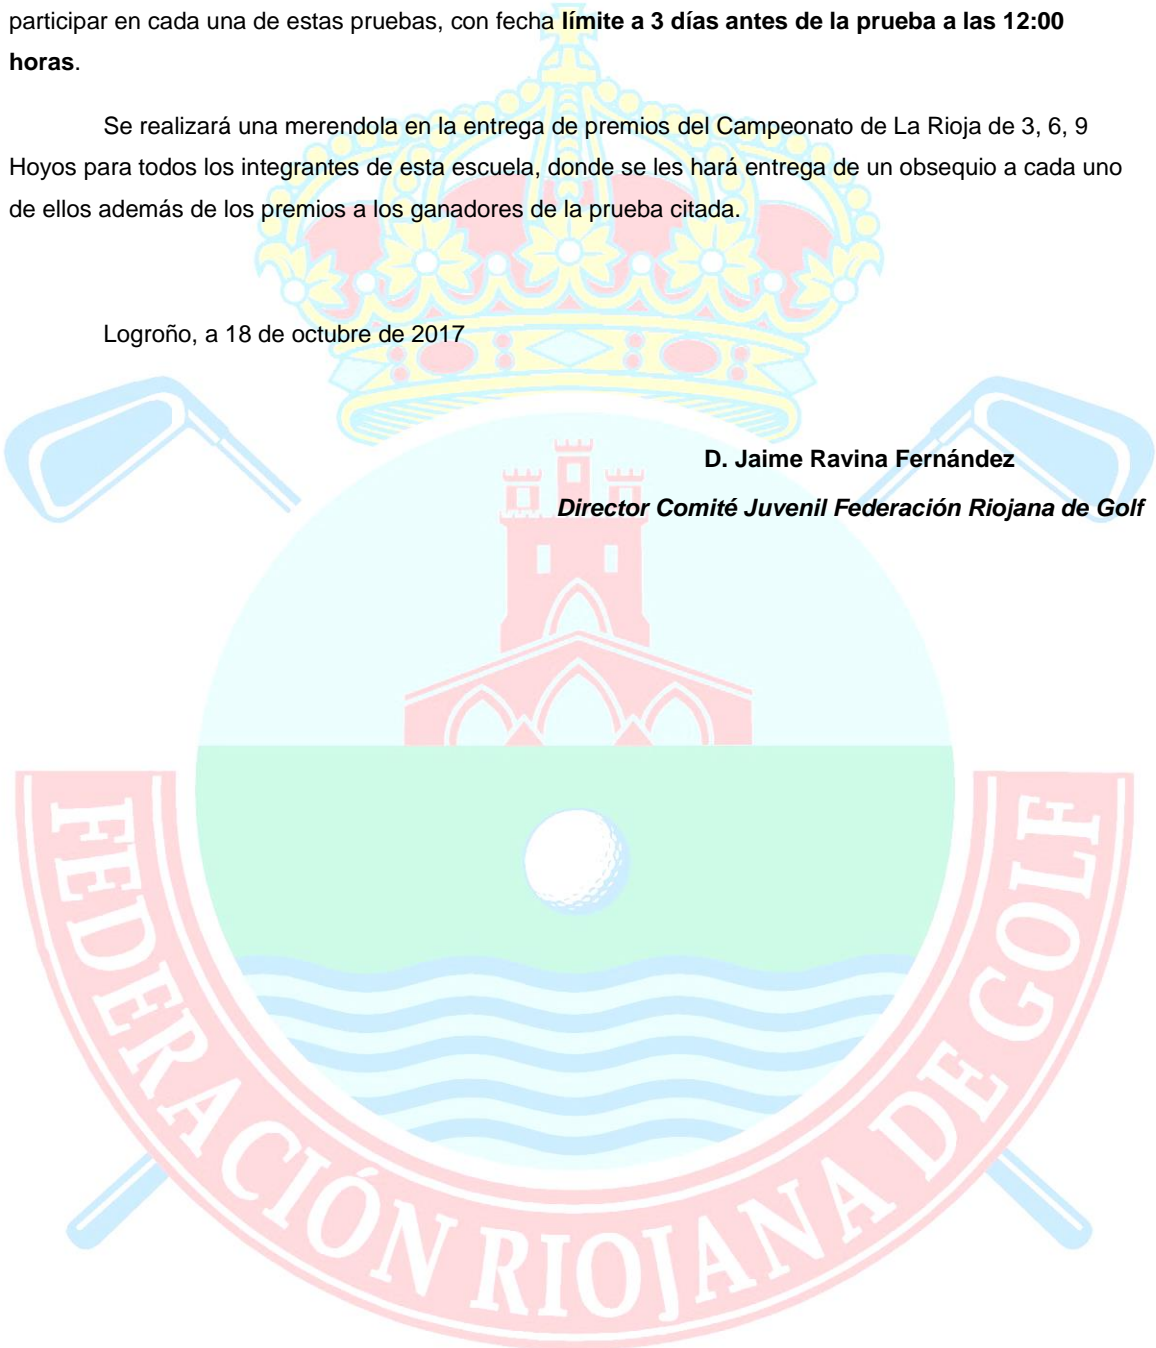 participar en cada una de estas pruebas, con fecha límite a 3 días antes de la prueba a las 12:00
horas.
Se realizará una merendola en la entrega de premios del Campeonato de La Rioja de 3, 6, 9
Hoyos para todos los integrantes de esta escuela, donde se les hará entrega de un obsequio a cada uno
de ellos además de los premios a los ganadores de la prueba citada.
Logroño, a 18 de octubre de 2017
D. Jaime Ravina Fernández
Director Comité Juvenil Federación Riojana de Golf
FEDERACIÓN RIOJANA DE GOLF